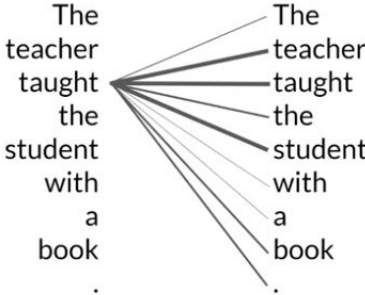 The The
teacher teacher
taught taught
the the
student student
with with
a a
book book
. .